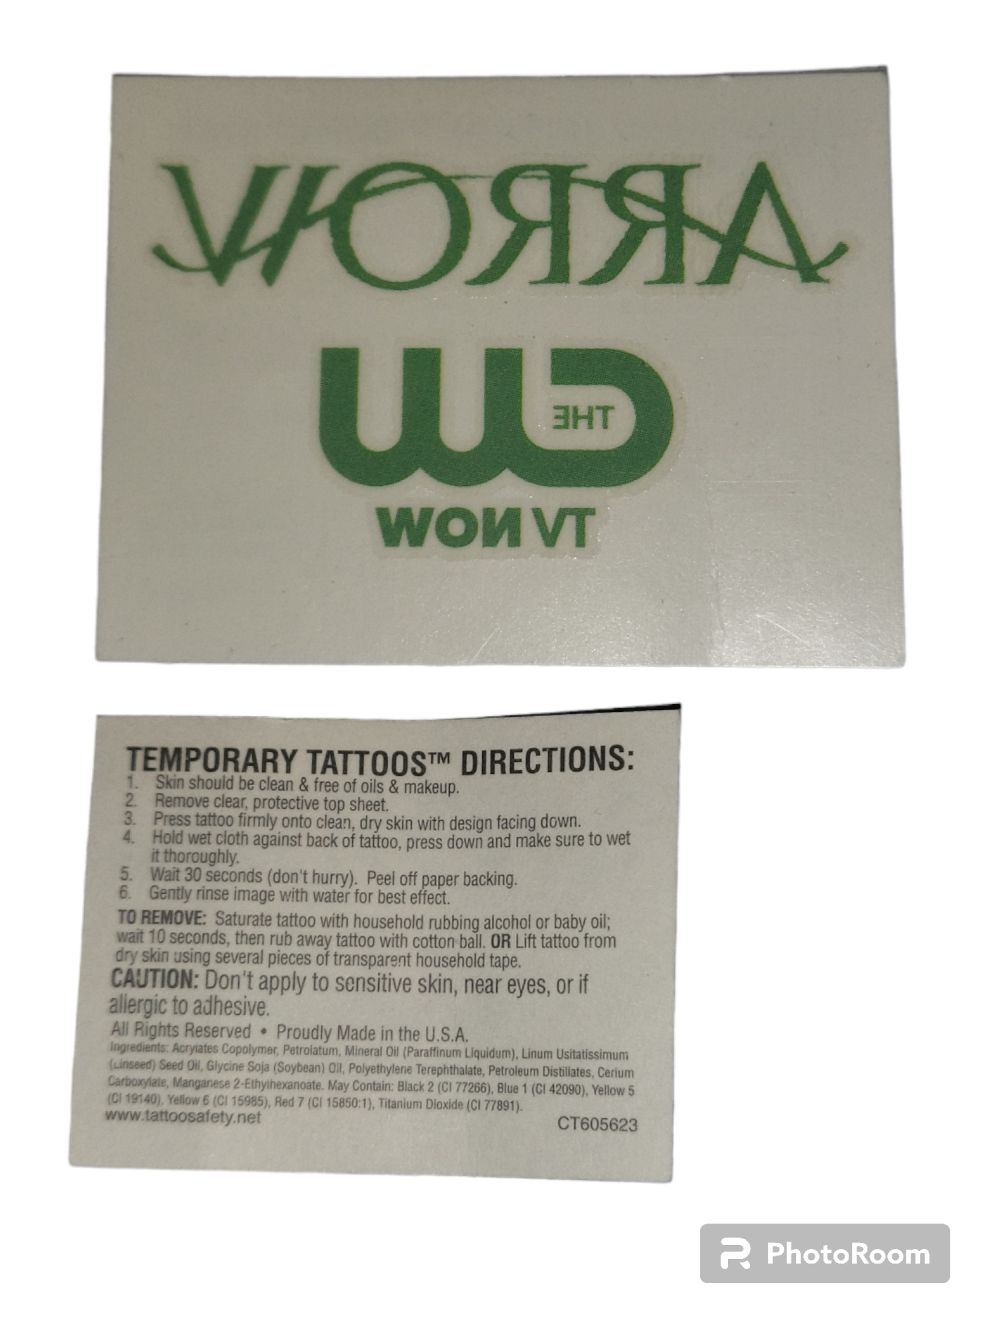 ARROW
THE
CW
TV NOW
TEMPORARY TATTOOS™ DIRECTIONS:
1. Skin should be clean & free of oils & makeup.
2. Remove clear, protective top sheet.
3. Press tattoo firmly onto clean, dry skin with design facing down.
4. Hold wet cloth against back of tattoo, press down and make sure to wet
it thoroughly.
5. Wait 30 seconds (don't hurry). Peel off paper backing.
6. Gently rinse image with water for best effect.
TO REMOVE: Saturate tattoo with household rubbing alcohol or baby oil;
wait 10 seconds, then rub away tattoo with cotton ball. OR Lift tattoo from
dry skin using several pieces of transparent household tape.
CAUTION: Don't apply to sensitive skin, near eyes, or if
allergic to adhesive.
All Rights Reserved • Proudly Made in the U.S.A.
Ingredients: Acrylates Copolymer, Petrolatum, Mineral Oil (Paraffinum Liquidum), Linum Usitatissimum
(Linseed) Seed Oil, Glycine Soja (Soybean) Oil, Polyethylene Terephthalate, Petroleum Distillates, Cerium
Carboxylate, Manganese 2-Ethylhexanoate. May Contain: Black 2 (CI 77266), Blue 1 (CI 42090), Yellow 5
(CI 19140), Yellow 6 (CI 15985), Red 7 (CI 15850:1), Titanium Dioxide (CI 77891).
www.tattoosafety.net
CT605623
PhotoRoom